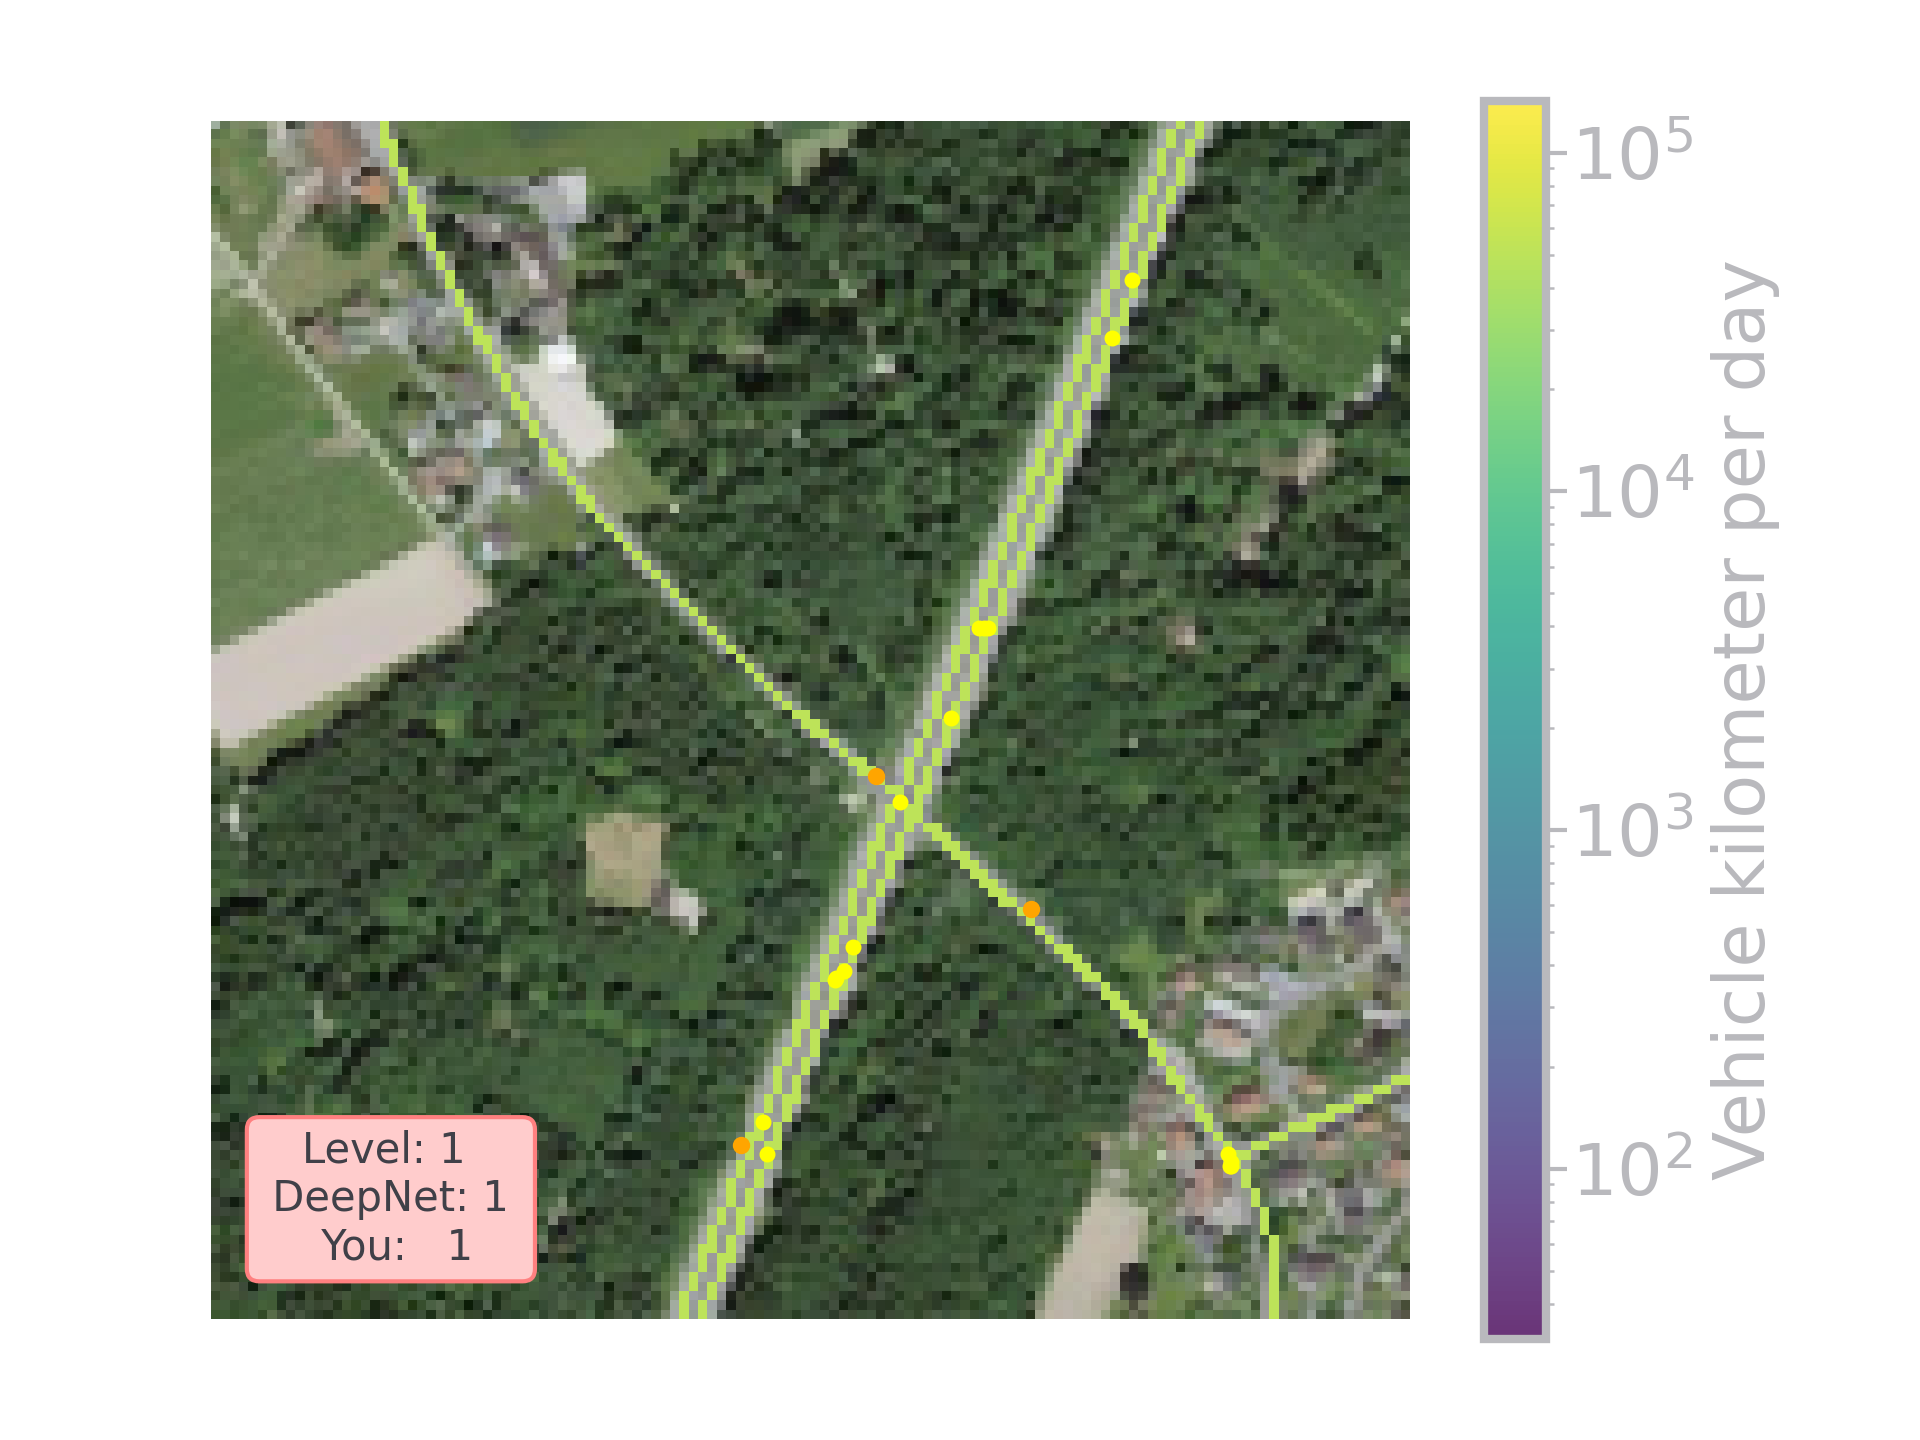 Level: 1
DeepNet: 1
You: 1
10⁵
10⁴
10³
10²
Vehicle kilometer per day